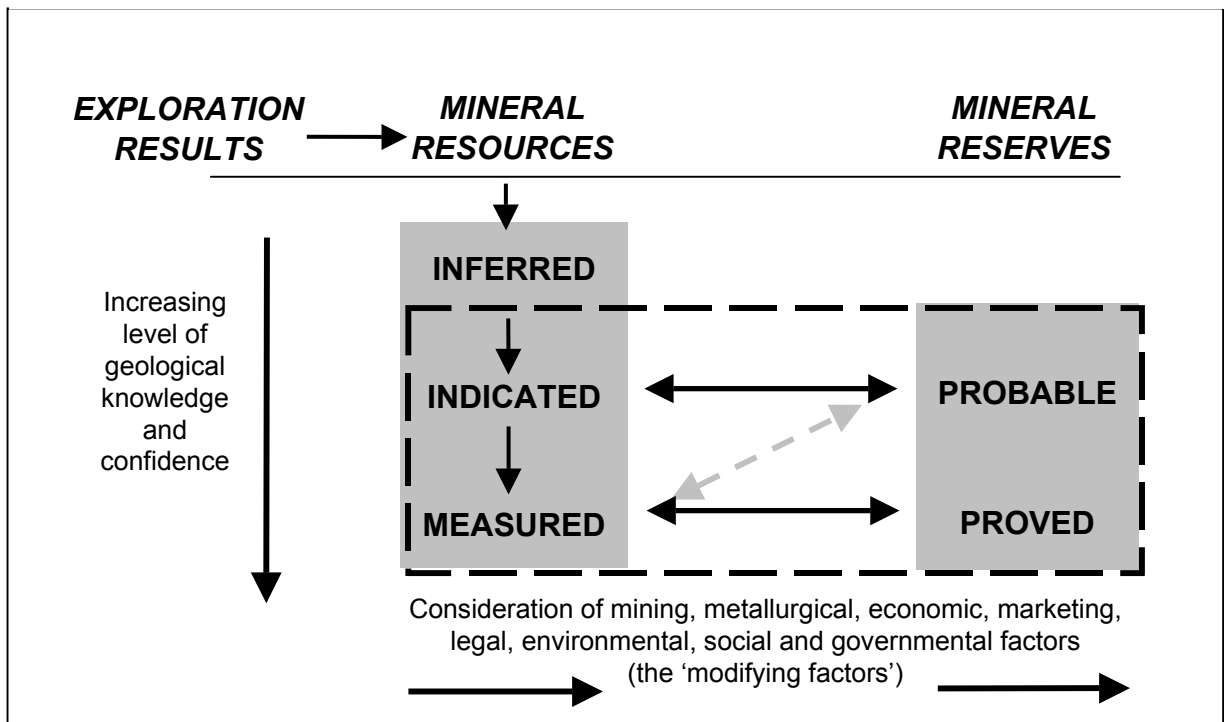 EXPLORATION
RESULTS
MINERAL
RESOURCES
MINERAL
RESERVES
Increasing
level of
geological
knowledge
and
confidence
INFERRED
INDICATED
MEASURED
PROBABLE
PROVED
Consideration of mining, metallurgical, economic, marketing,
legal, environmental, social and governmental factors
(the ‘modifying factors’)